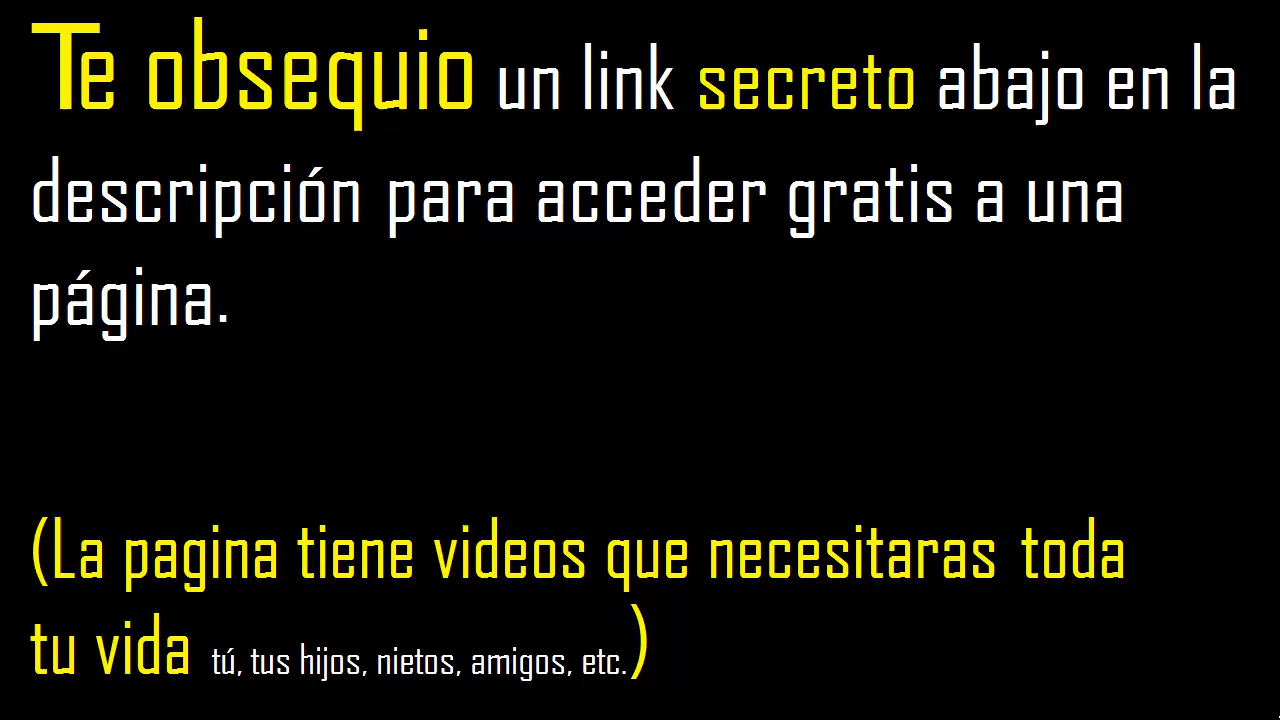 Te obsequio un link secreto abajo en la
descripción para acceder gratis a una
página.
(La pagina tiene videos que necesitaras toda
tu vida tú, tus hijos, nietos, amigos, etc.)